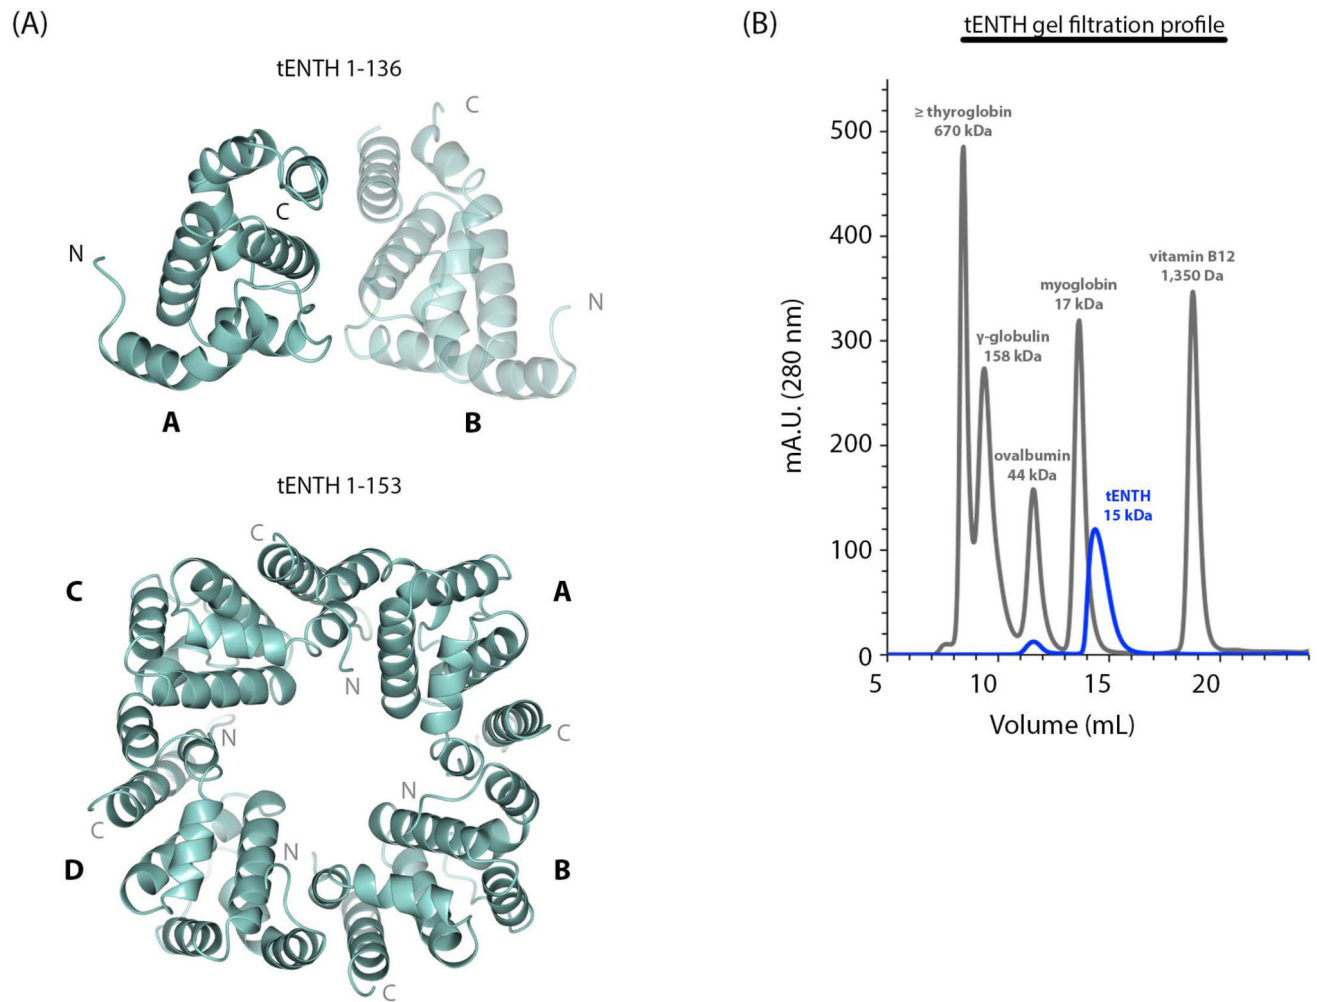 (A)
tENTH 1-136
C
C
N
N
A
B
tENTH 1-153
C
C
A
N
C
N
N
C
D
N
B
C
(B)
tENTH gel filtration profile
≥ thyroglobin
670 kDa
500
vitamin B12
1,350 Da
400
myoglobin
17 kDa
γ-globulin
158 kDa
300
mA.U. (280 nm)
200
ovalbumin
44 kDa
tENTH
15 kDa
100
0
5
10
15
20
Volume (mL)